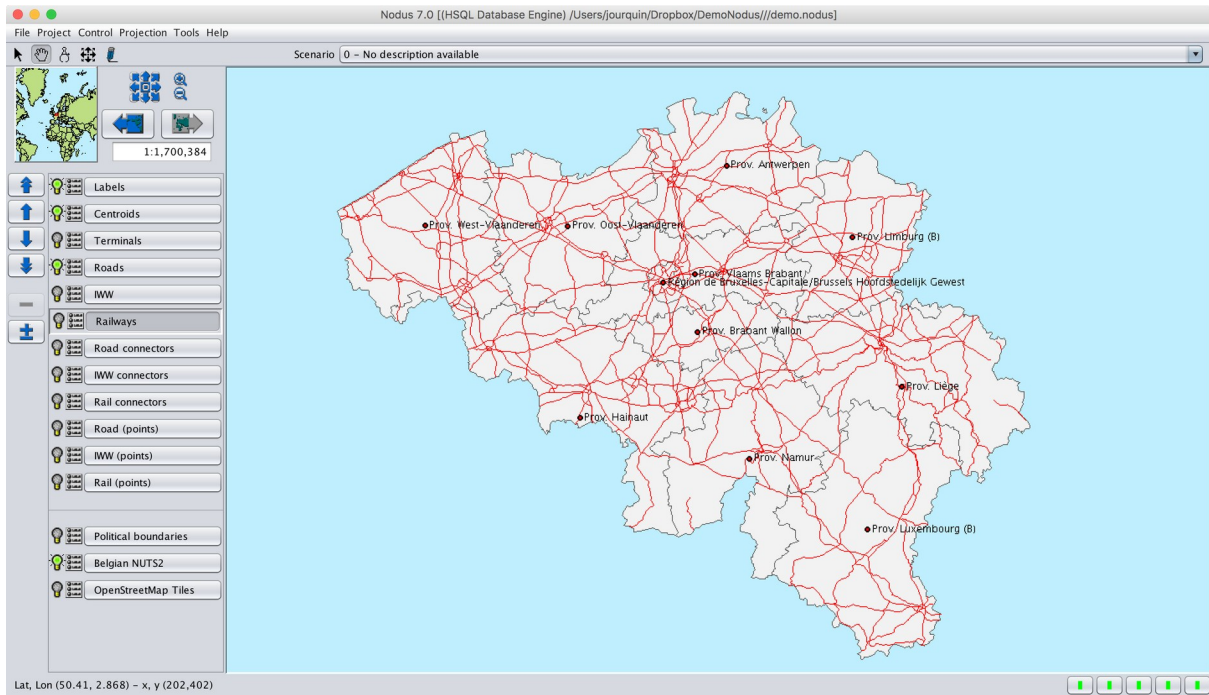 Nodus 7.0 [(HSQL Database Engine) /Users/jourquin/Dropbox/DemoNodus///demo.nodus]
File Project Control Projection Tools Help
Scenario 0 - No description available
1:1,700,384
Labels
Centroids
Terminals
Roads
IWW
Railways
Road connectors
IWW connectors
Rail connectors
Road (points)
IWW (points)
Rail (points)
Political boundaries
Belgian NUTS2
OpenStreetMap Tiles
Prov. Antwerpen
Prov. West-Vlaanderen
Prov. Oost-Vlaanderen
Prov. Limburg (B)
Prov. Vlaams Brabant
Région de Bruxelles-Capitale/Brussels Hoofdstedelijk Gewest
Prov. Brabant Wallon
Prov. Liège
Prov. Hainaut
Prov. Namur
Prov. Luxembourg (B)
Lat, Lon (50.41, 2.868) - x, y (202,402)